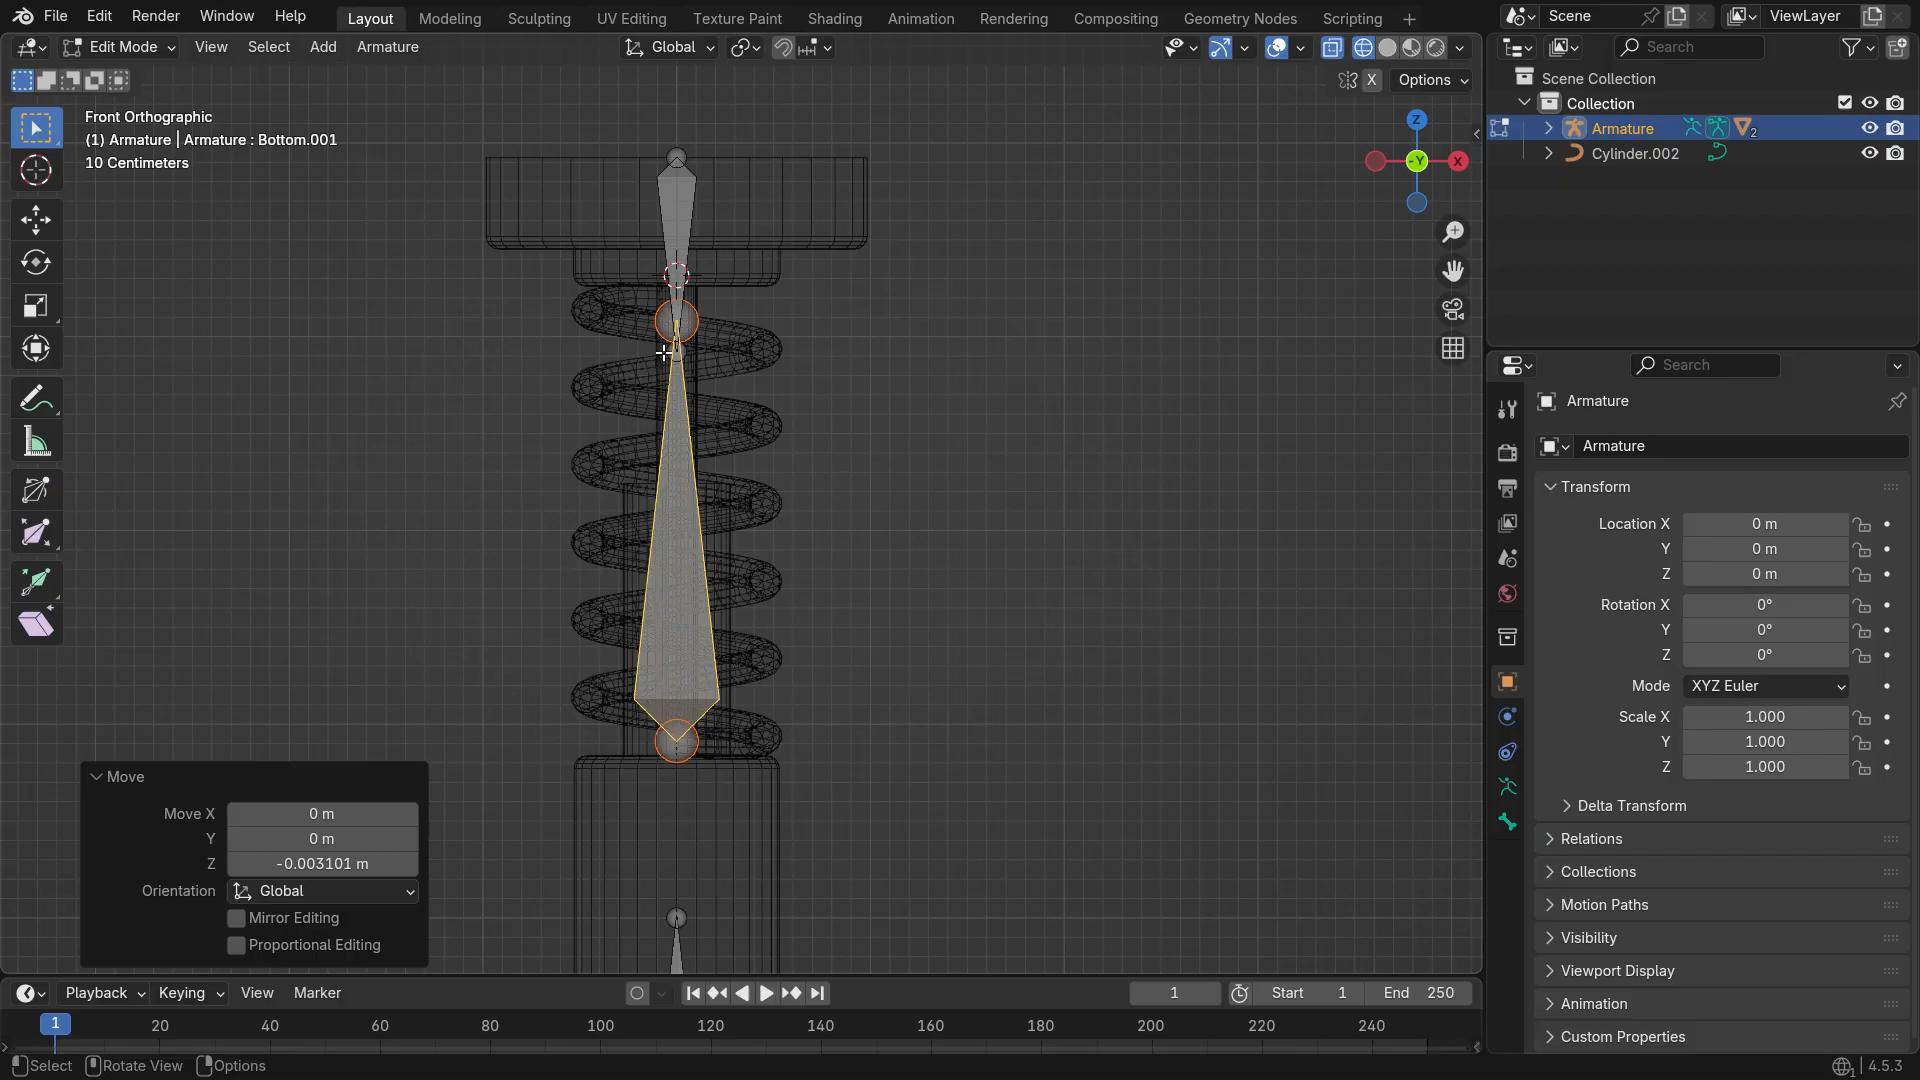 File Edit Render Window Help
Layout Modeling Sculpting UV Editing Texture Paint Shading Animation Rendering Compositing Geometry Nodes Scripting
Scene ViewLayer
Edit Mode View Select Add Armature
Global
Search
X Options
Front Orthographic
(1) Armature | Armature : Bottom.001
10 Centimeters
Z
-Y
X
Scene Collection
Collection
Armature 2
Cylinder.002
Search
Armature
Armature
Transform
Location X 0 m
Y 0 m
Z 0 m
Rotation X 0°
Y 0°
Z 0°
Mode XYZ Euler
Scale X 1.000
Y 1.000
Z 1.000
Delta Transform
Relations
Collections
Motion Paths
Visibility
Viewport Display
Animation
Custom Properties
Move
Move X 0 m
Y 0 m
Z -0.003101 m
Orientation Global
Mirror Editing
Proportional Editing
Playback Keying View Marker
1 Start 1 End 250
1 20 40 60 80 100 120 140 160 180 200 220 240
Select Rotate View Options
4.5.3